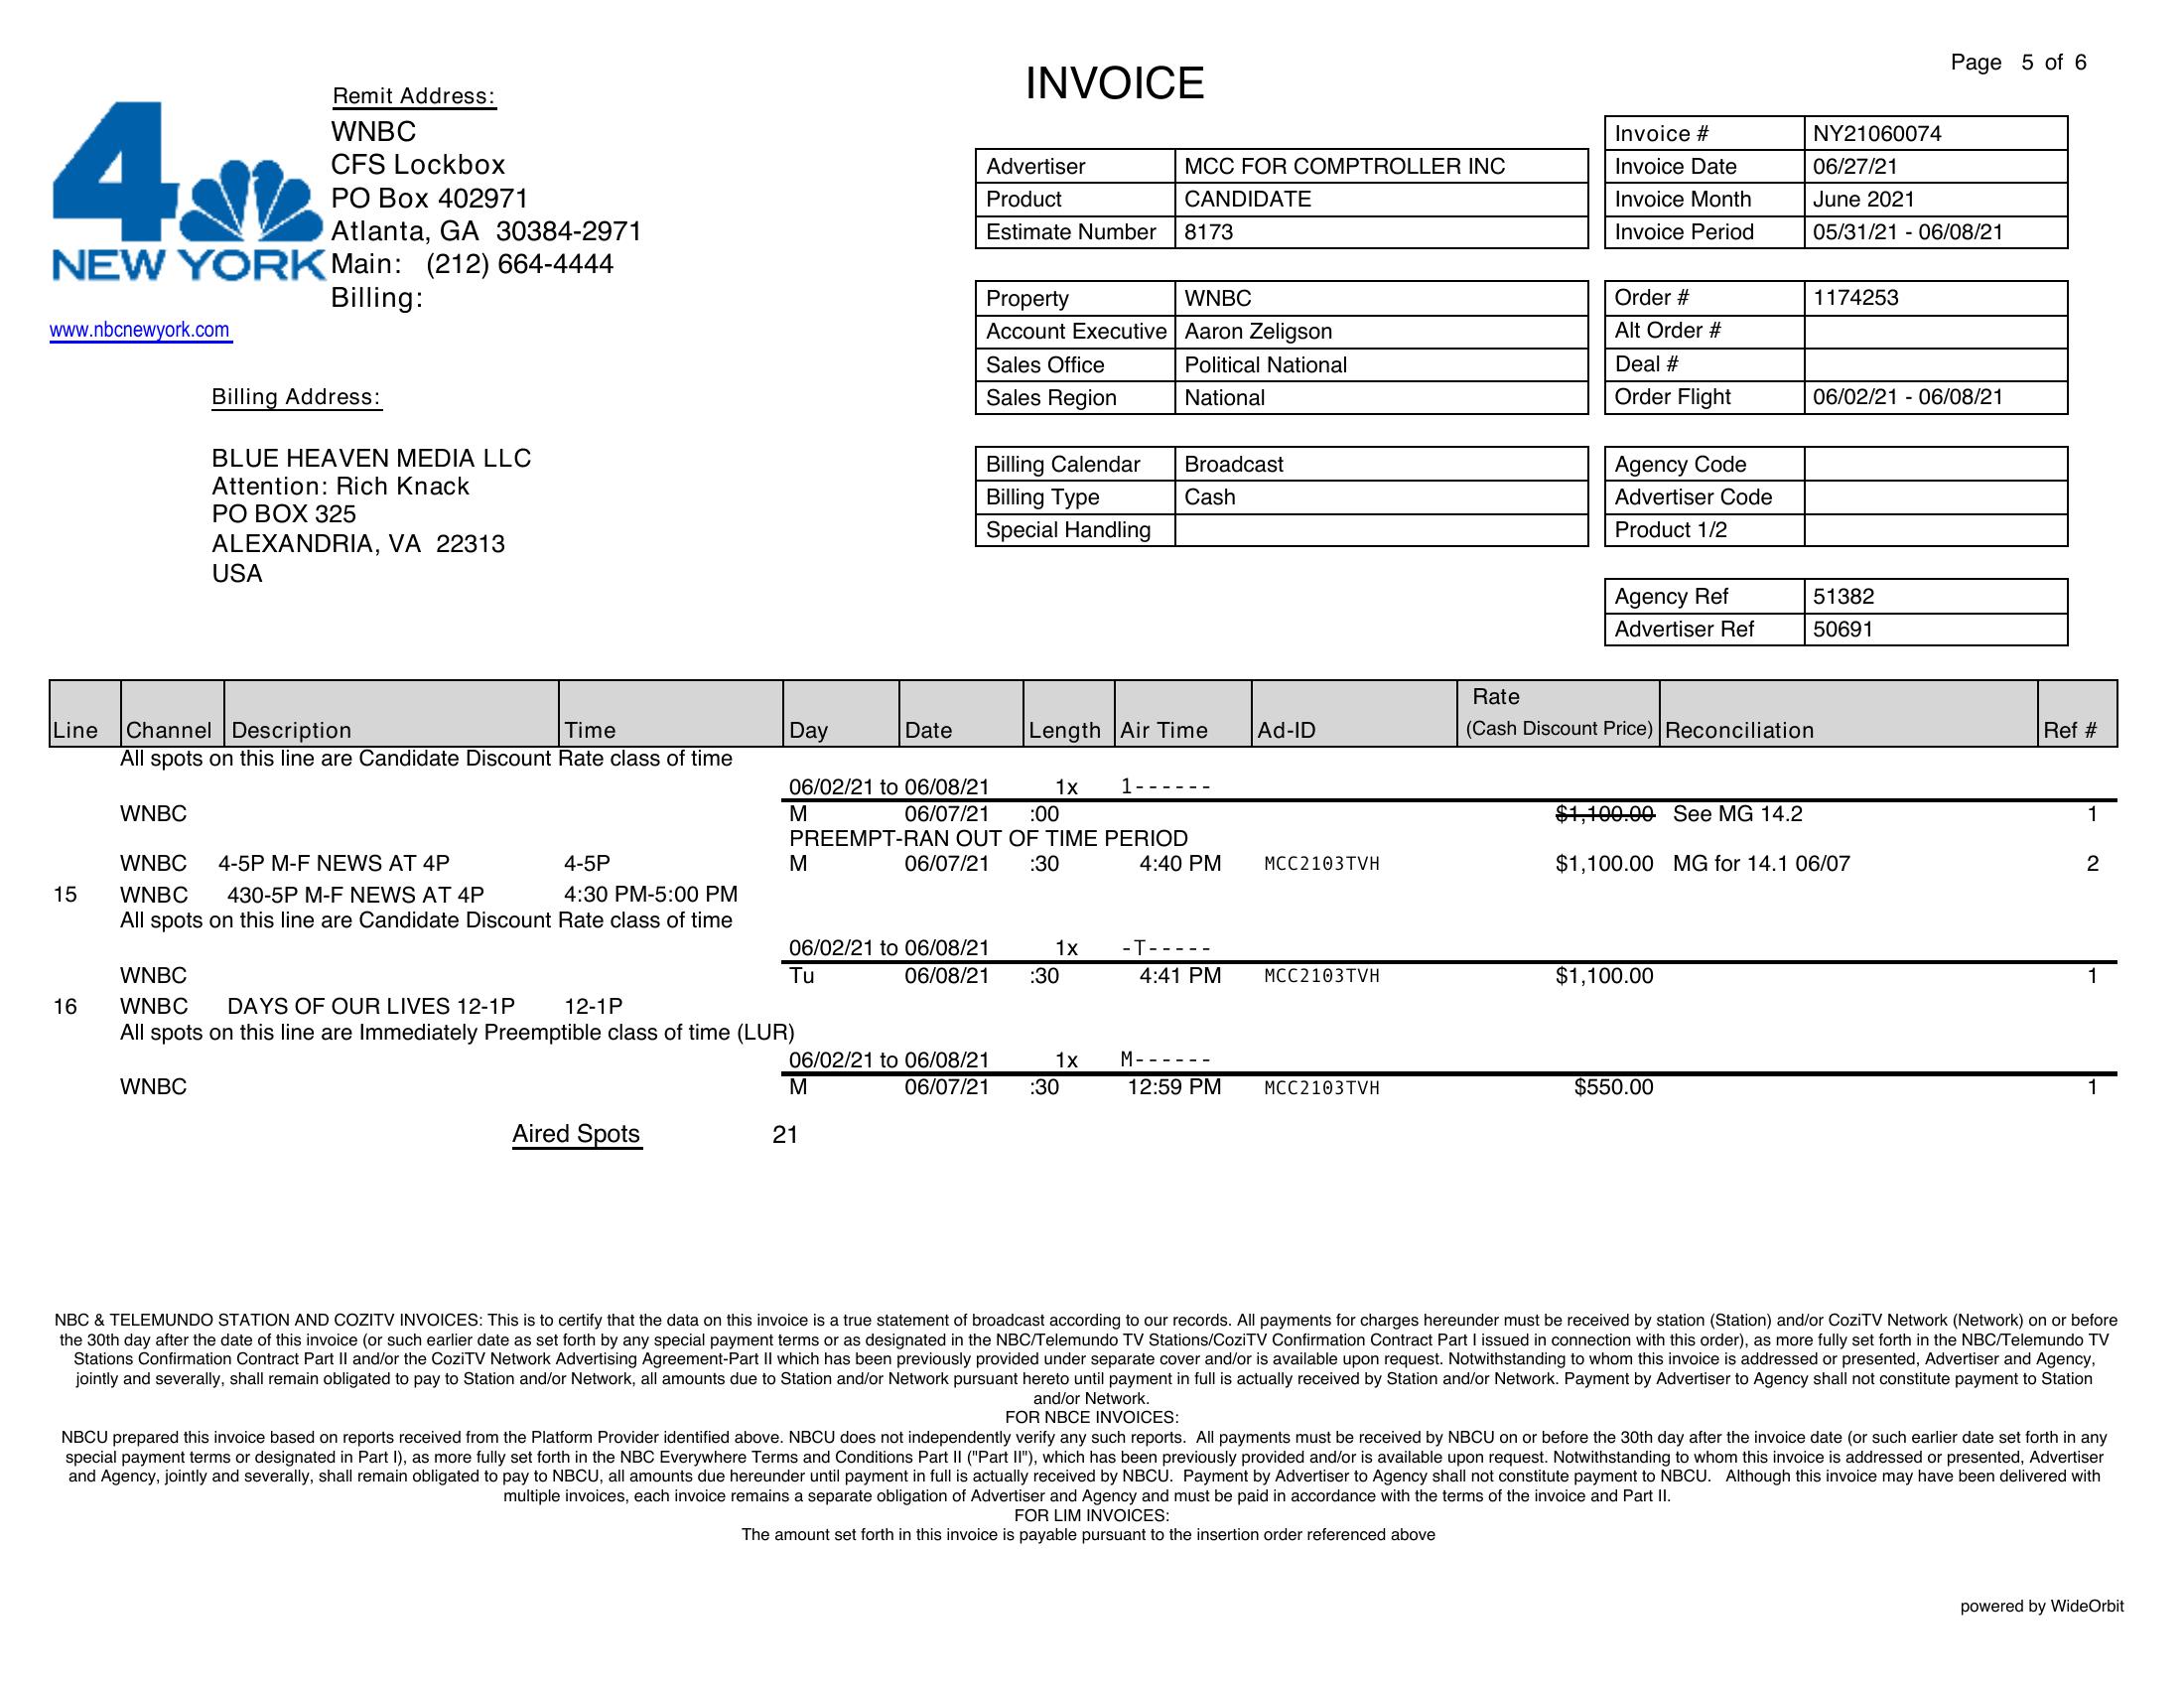 Page 5 of 6
INVOICE
4
NEW YORK
www.nbcnewyork.com
Remit Address:
WNBC
CFS Lockbox
PO Box 402971
Atlanta, GA 30384-2971
Main: (212) 664-4444
Billing:
Billing Address:
BLUE HEAVEN MEDIA LLC
Attention: Rich Knack
PO BOX 325
ALEXANDRIA, VA 22313
USA
Advertiser MCC FOR COMPTROLLER INC
Product CANDIDATE
Estimate Number 8173
Property WNBC
Account Executive Aaron Zeligson
Sales Office Political National
Sales Region National
Billing Calendar Broadcast
Billing Type Cash
Special Handling
Invoice # NY21060074
Invoice Date 06/27/21
Invoice Month June 2021
Invoice Period 05/31/21 - 06/08/21
Order # 1174253
Alt Order #
Deal #
Order Flight 06/02/21 - 06/08/21
Agency Code
Advertiser Code
Product 1/2
Agency Ref 51382
Advertiser Ref 50691
Line Channel Description Time Day Date Length Air Time Ad-ID Rate (Cash Discount Price) Reconciliation Ref #
All spots on this line are Candidate Discount Rate class of time
06/02/21 to 06/08/21 1x 1------
WNBC M 06/07/21 :00 $1,100.00 See MG 14.2 1
PREEMPT-RAN OUT OF TIME PERIOD
WNBC 4-5P M-F NEWS AT 4P 4-5P M 06/07/21 :30 4:40 PM MCC2103TVH $1,100.00 MG for 14.1 06/07 2
15 WNBC 430-5P M-F NEWS AT 4P 4:30 PM-5:00 PM
All spots on this line are Candidate Discount Rate class of time
06/02/21 to 06/08/21 1x -T-----
WNBC Tu 06/08/21 :30 4:41 PM MCC2103TVH $1,100.00 1
16 WNBC DAYS OF OUR LIVES 12-1P 12-1P
All spots on this line are Immediately Preemptible class of time (LUR)
06/02/21 to 06/08/21 1x M------
WNBC M 06/07/21 :30 12:59 PM MCC2103TVH $550.00 1
Aired Spots 21
NBC & TELEMUNDO STATION AND COZITV INVOICES: This is to certify that the data on this invoice is a true statement of broadcast according to our records. All payments for charges hereunder must be received by station (Station) and/or CoziTV Network (Network) on or before
the 30th day after the date of this invoice (or such earlier date as set forth by any special payment terms or as designated in the NBC/Telemundo TV Stations/CoziTV Confirmation Contract Part I issued in connection with this order), as more fully set forth in the NBC/Telemundo TV
Stations Confirmation Contract Part II and/or the CoziTV Network Advertising Agreement-Part II which has been previously provided under separate cover and/or is available upon request. Notwithstanding to whom this invoice is addressed or presented, Advertiser and Agency,
jointly and severally, shall remain obligated to pay to Station and/or Network, all amounts due to Station and/or Network pursuant hereto until payment in full is actually received by Station and/or Network. Payment by Advertiser to Agency shall not constitute payment to Station
and/or Network.
FOR NBCE INVOICES:
NBCU prepared this invoice based on reports received from the Platform Provider identified above. NBCU does not independently verify any such reports. All payments must be received by NBCU on or before the 30th day after the invoice date (or such earlier date set forth in any
special payment terms or designated in Part I), as more fully set forth in the NBC Everywhere Terms and Conditions Part II ("Part II"), which has been previously provided and/or is available upon request. Notwithstanding to whom this invoice is addressed or presented, Advertiser
and Agency, jointly and severally, shall remain obligated to pay to NBCU, all amounts due hereunder until payment in full is actually received by NBCU. Payment by Advertiser to Agency shall not constitute payment to NBCU. Although this invoice may have been delivered with
multiple invoices, each invoice remains a separate obligation of Advertiser and Agency and must be paid in accordance with the terms of the invoice and Part II.
FOR LIM INVOICES:
The amount set forth in this invoice is payable pursuant to the insertion order referenced above
powered by WideOrbit